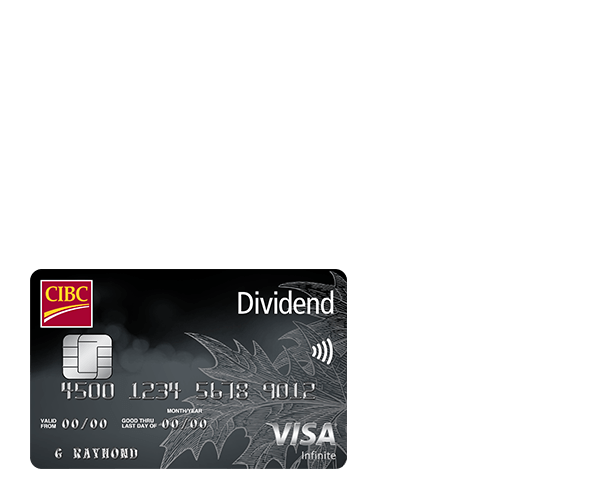 CIBC
Dividend
4500 1234 5678 9012
MONTH/YEAR
VALID FROM 00/00 GOOD THRU LAST DAY OF 00/00
VISA
G RAYMOND
Infinite